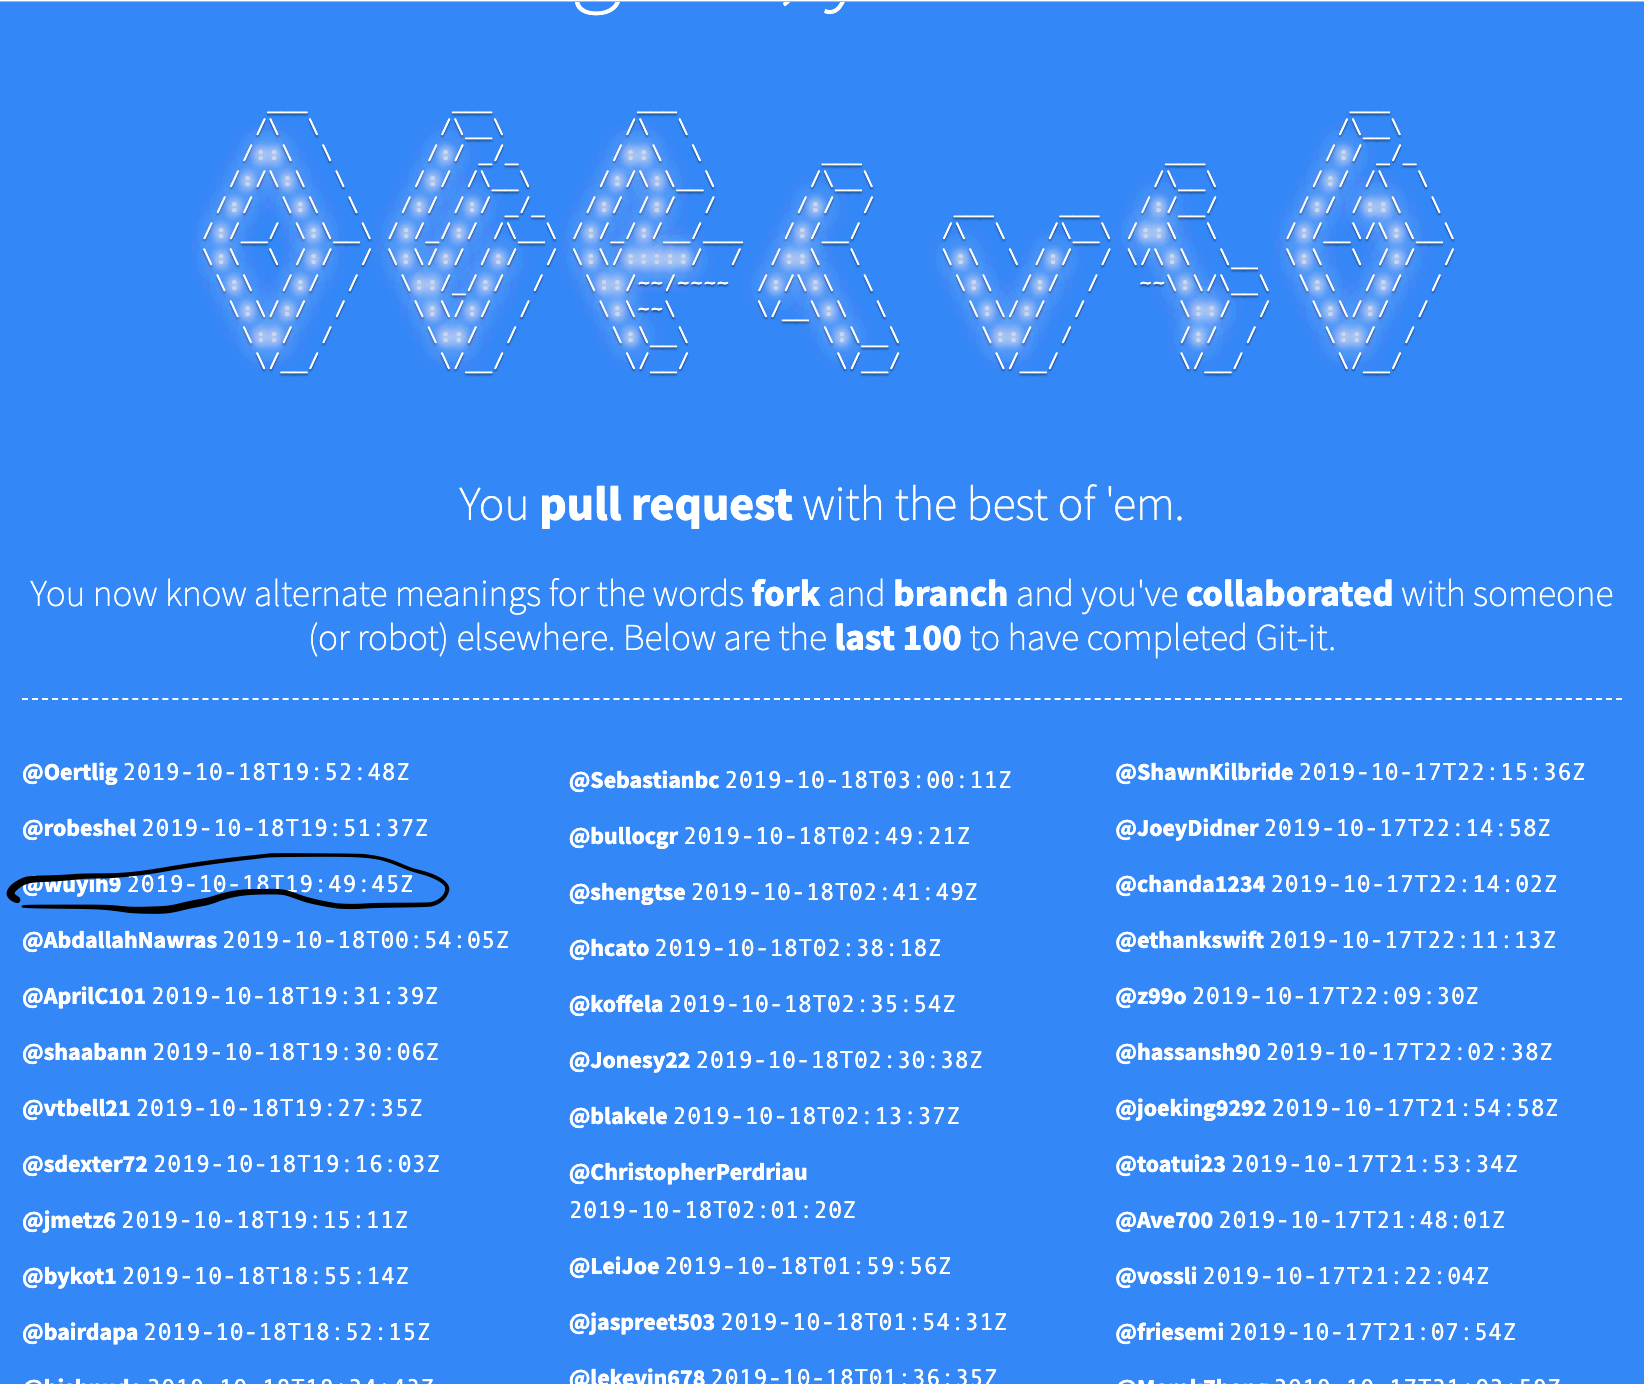 You pull request with the best of 'em.
You now know alternate meanings for the words fork and branch and you've collaborated with someone
(or robot) elsewhere. Below are the last 100 to have completed Git-it.
@Oertlig 2019-10-18T19:52:48Z
@robeshel 2019-10-18T19:51:37Z
@wuyin9 2019-10-18T19:49:45Z
@AbdallahNawras 2019-10-18T00:54:05Z
@AprilC101 2019-10-18T19:31:39Z
@shaabann 2019-10-18T19:30:06Z
@vtbell21 2019-10-18T19:27:35Z
@sdexter72 2019-10-18T19:16:03Z
@jmetz6 2019-10-18T19:15:11Z
@bykot1 2019-10-18T18:55:14Z
@bairdapa 2019-10-18T18:52:15Z
@Sebastianbc 2019-10-18T03:00:11Z
@bullocgr 2019-10-18T02:49:21Z
@shengtse 2019-10-18T02:41:49Z
@hcato 2019-10-18T02:38:18Z
@koffela 2019-10-18T02:35:54Z
@Jonesy22 2019-10-18T02:30:38Z
@blakele 2019-10-18T02:13:37Z
@ChristopherPerdriau
2019-10-18T02:01:20Z
@LeiJoe 2019-10-18T01:59:56Z
@jaspreet503 2019-10-18T01:54:31Z
@lekevin678 2019-10-18T01:36:35Z
@ShawnKilbride 2019-10-17T22:15:36Z
@JoeyDidner 2019-10-17T22:14:58Z
@chanda1234 2019-10-17T22:14:02Z
@ethankswift 2019-10-17T22:11:13Z
@z99o 2019-10-17T22:09:30Z
@hassansh90 2019-10-17T22:02:38Z
@joeking9292 2019-10-17T21:54:58Z
@toatui23 2019-10-17T21:53:34Z
@Ave700 2019-10-17T21:48:01Z
@vossli 2019-10-17T21:22:04Z
@friesemi 2019-10-17T21:07:54Z